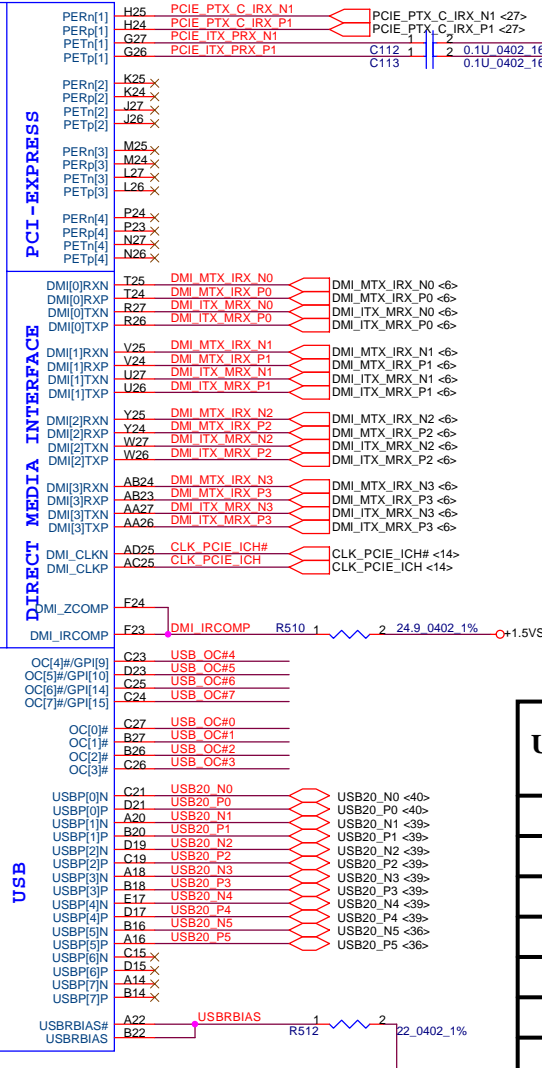 PERn[1] H25 PCIE_PTX_C_IRX_N1 PCIE_PTX_C_IRX_N1 <27>
PERp[1] H24 PCIE_PTX_C_IRX_P1 PCIE_PTX_C_IRX_P1 <27>
PETn[1] G27 PCIE_ITX_PRX_N1
PETp[1] G26 PCIE_ITX_PRX_P1 C112 1 2 0.1U_0402_16
C113 1 2 0.1U_0402_16
PERn[2] K25
PERp[2] K24
PETn[2] J27
PETp[2] J26
PERn[3] M25
PERp[3] M24
PETn[3] L27
PETp[3] L26
PERn[4] P24
PERp[4] P23
PETn[4] N27
PETp[4] N26
PCI-EXPRESS
DMI[0]RXN T25 DMI_MTX_IRX_N0 DMI_MTX_IRX_N0 <6>
DMI[0]RXP T24 DMI_MTX_IRX_P0 DMI_MTX_IRX_P0 <6>
DMI[0]TXN R27 DMI_ITX_MRX_N0 DMI_ITX_MRX_N0 <6>
DMI[0]TXP R26 DMI_ITX_MRX_P0 DMI_ITX_MRX_P0 <6>
DMI[1]RXN V25 DMI_MTX_IRX_N1 DMI_MTX_IRX_N1 <6>
DMI[1]RXP V24 DMI_MTX_IRX_P1 DMI_MTX_IRX_P1 <6>
DMI[1]TXN U27 DMI_ITX_MRX_N1 DMI_ITX_MRX_N1 <6>
DMI[1]TXP U26 DMI_ITX_MRX_P1 DMI_ITX_MRX_P1 <6>
DMI[2]RXN Y25 DMI_MTX_IRX_N2 DMI_MTX_IRX_N2 <6>
DMI[2]RXP Y24 DMI_MTX_IRX_P2 DMI_MTX_IRX_P2 <6>
DMI[2]TXN W27 DMI_ITX_MRX_N2 DMI_ITX_MRX_N2 <6>
DMI[2]TXP W26 DMI_ITX_MRX_P2 DMI_ITX_MRX_P2 <6>
DMI[3]RXN AB24 DMI_MTX_IRX_N3 DMI_MTX_IRX_N3 <6>
DMI[3]RXP AB23 DMI_MTX_IRX_P3 DMI_MTX_IRX_P3 <6>
DMI[3]TXN AA27 DMI_ITX_MRX_N3 DMI_ITX_MRX_N3 <6>
DMI[3]TXP AA26 DMI_ITX_MRX_P3 DMI_ITX_MRX_P3 <6>
DMI_CLKN AD25 CLK_PCIE_ICH# CLK_PCIE_ICH# <14>
DMI_CLKP AC25 CLK_PCIE_ICH CLK_PCIE_ICH <14>
DMI_ZCOMP F24
DMI_IRCOMP F23 DMI_IRCOMP R510 1 2 24.9_0402_1% +1.5VS
DIRECT MEDIA INTERFACE
OC[4]#/GPI[9] C23 USB_OC#4
OC[5]#/GPI[10] D23 USB_OC#5
OC[6]#/GPI[14] C25 USB_OC#6
OC[7]#/GPI[15] C24 USB_OC#7
OC[0]# C27 USB_OC#0
OC[1]# B27 USB_OC#1
OC[2]# B26 USB_OC#2
OC[3]# C26 USB_OC#3
USBP[0]N C21 USB20_N0 USB20_N0 <40>
USBP[0]P D21 USB20_P0 USB20_P0 <40>
USBP[1]N A20 USB20_N1 USB20_N1 <39>
USBP[1]P B20 USB20_P1 USB20_P1 <39>
USBP[2]N D19 USB20_N2 USB20_N2 <39>
USBP[2]P C19 USB20_P2 USB20_P2 <39>
USBP[3]N A18 USB20_N3 USB20_N3 <39>
USBP[3]P B18 USB20_P3 USB20_P3 <39>
USBP[4]N E17 USB20_N4 USB20_N4 <39>
USBP[4]P D17 USB20_P4 USB20_P4 <39>
USBP[5]N B16 USB20_N5 USB20_N5 <36>
USBP[5]P A16 USB20_P5 USB20_P5 <36>
USBP[6]N C15
USBP[6]P D15
USBP[7]N A14
USBP[7]P B14
USB
USBRBIAS# A22 USBRBIAS 1 2
USBRBIAS B22 R512 22_0402_1%